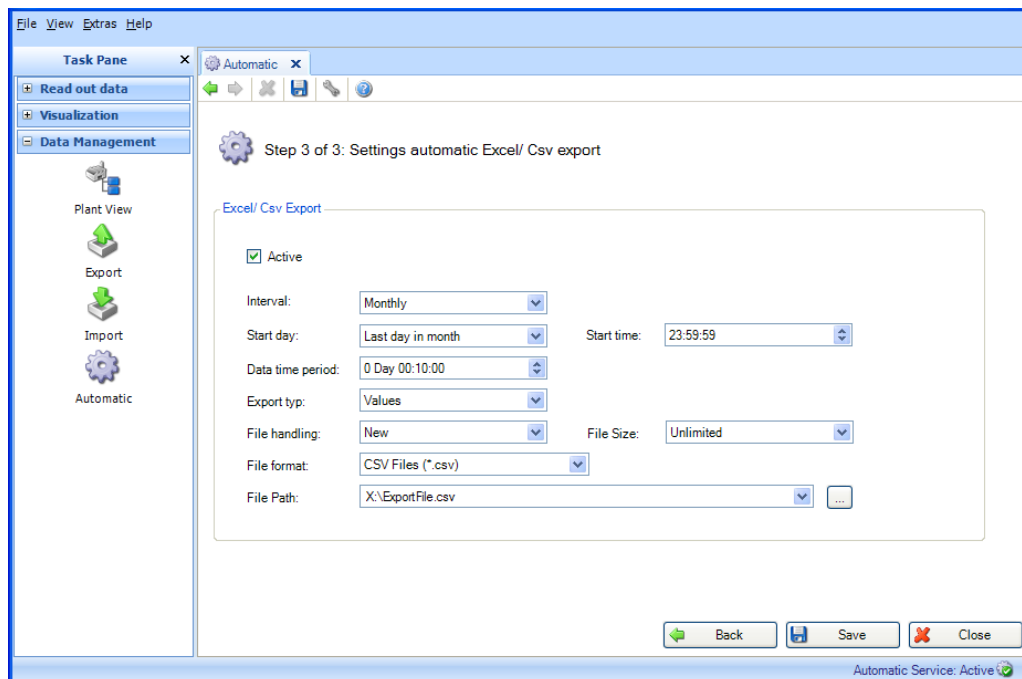 File View Extras Help
Task Pane
Read out data
Visualization
Data Management
Plant View
Export
Import
Automatic
Automatic
Step 3 of 3: Settings automatic Excel/ Csv export
Excel/ Csv Export
Active
Interval: Monthly
Start day: Last day in month Start time: 23:59:59
Data time period: 0 Day 00:10:00
Export typ: Values
File handling: New File Size: Unlimited
File format: CSV Files (*.csv)
File Path: X:\ExportFile.csv ...
Back Save Close
Automatic Service: Active